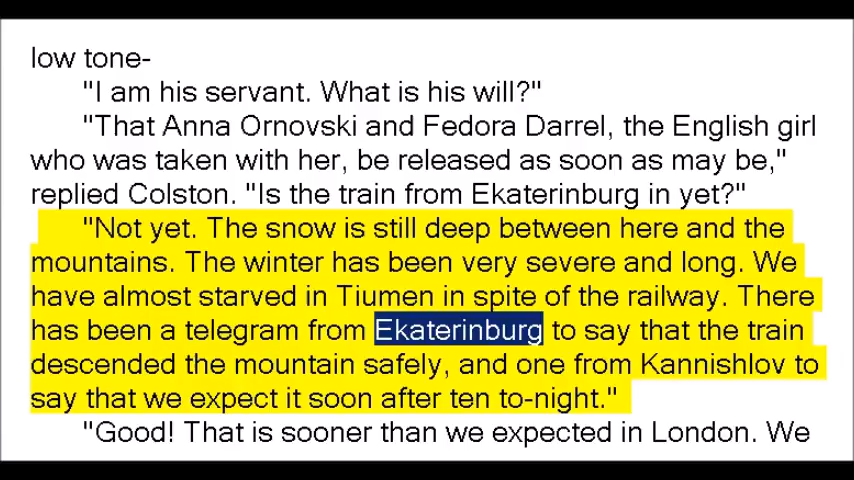 low tone-
"I am his servant. What is his will?"
"That Anna Ornovski and Fedora Darrel, the English girl
who was taken with her, be released as soon as may be,"
replied Colston. "Is the train from Ekaterinburg in yet?"
"Not yet. The snow is still deep between here and the
mountains. The winter has been very severe and long. We
have almost starved in Tiumen in spite of the railway. There
has been a telegram from Ekaterinburg to say that the train
descended the mountain safely, and one from Kannishlov to
say that we expect it soon after ten to-night."
"Good! That is sooner than we expected in London. We